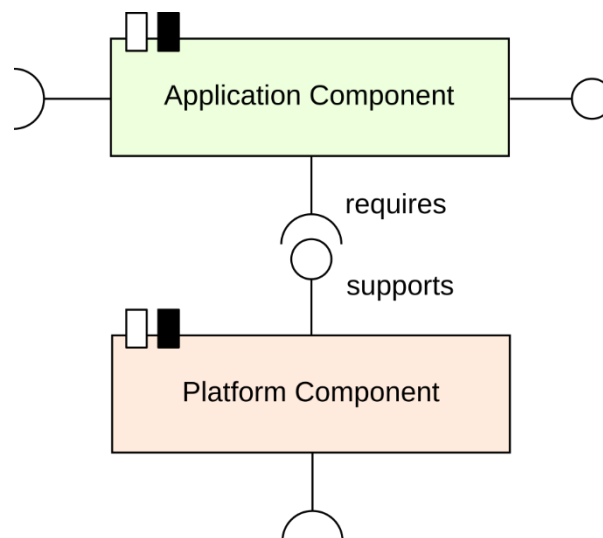 Application Component
requires
supports
Platform Component